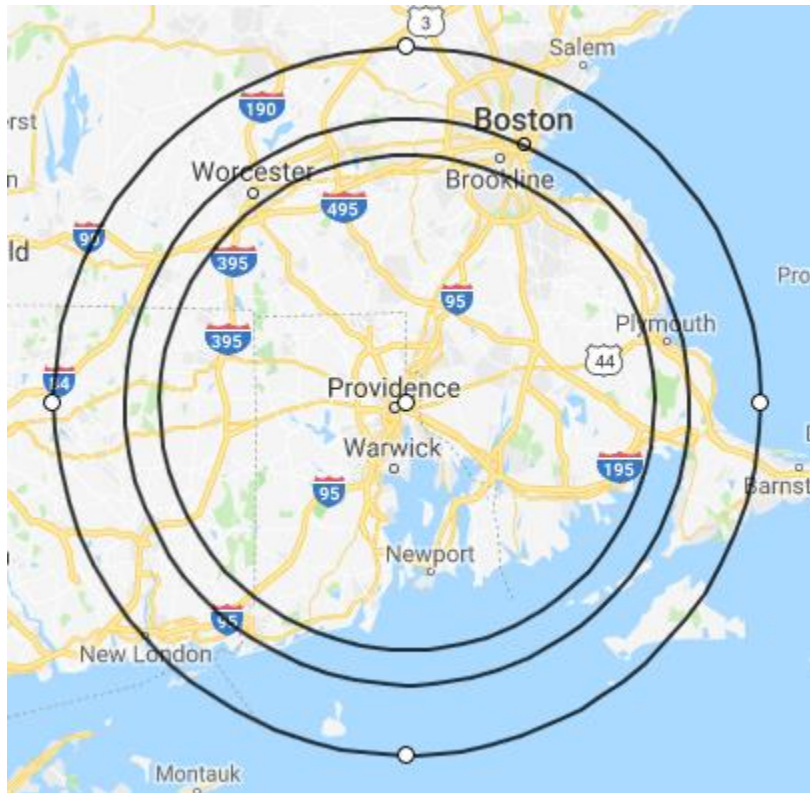 3
Salem
190
Boston
erst
Worcester
Brookline
n
495
90
ld
395
Pro
95
Plymouth
395
44
84
Providence
Warwick
195
95
Barnst
Newport
95
New London
Montauk